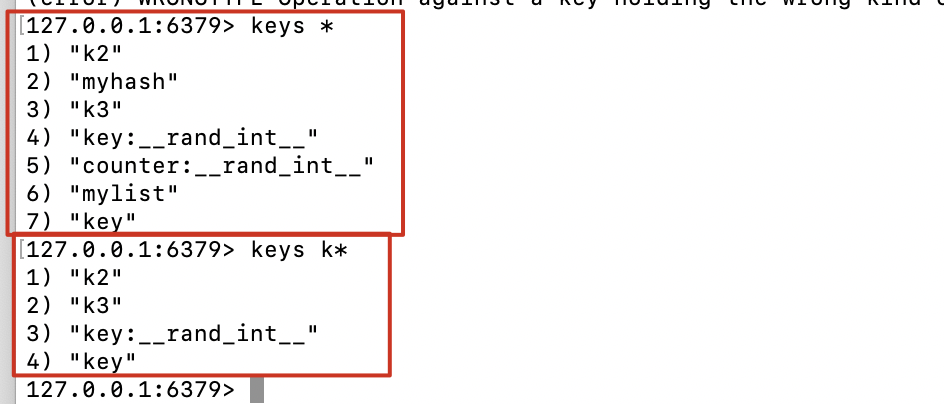 (error) WRONGTYPE Operation against a key holding the wrong kind
[127.0.0.1:6379> keys *
1) "k2"
2) "myhash"
3) "k3"
4) "key:__rand_int__"
5) "counter:__rand_int__"
6) "mylist"
7) "key"
[127.0.0.1:6379> keys k*
1) "k2"
2) "k3"
3) "key:__rand_int__"
4) "key"
127.0.0.1:6379>